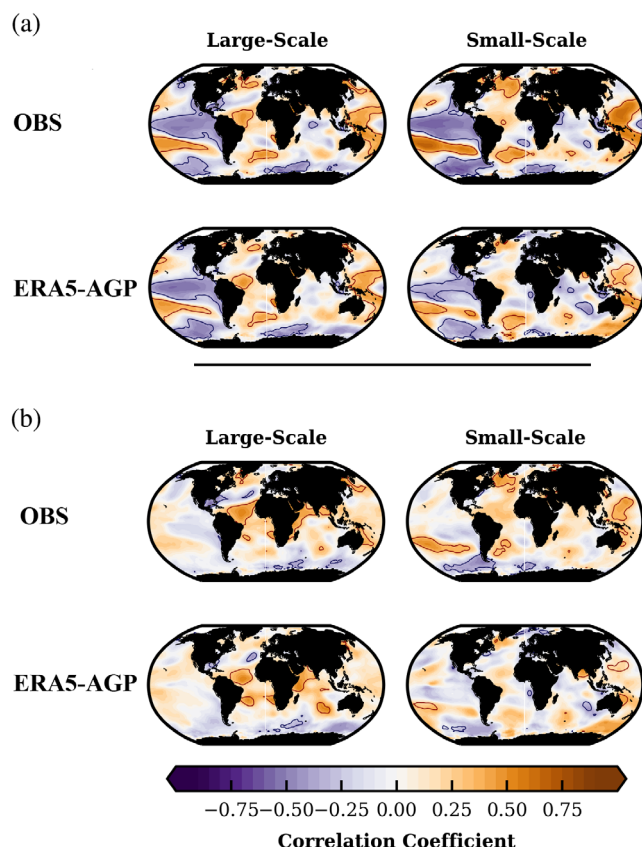 (a)
Large-Scale Small-Scale
OBS
ERA5-AGP
(b)
Large-Scale Small-Scale
OBS
ERA5-AGP
−0.75 −0.50 −0.25 0.00 0.25 0.50 0.75
Correlation Coefficient